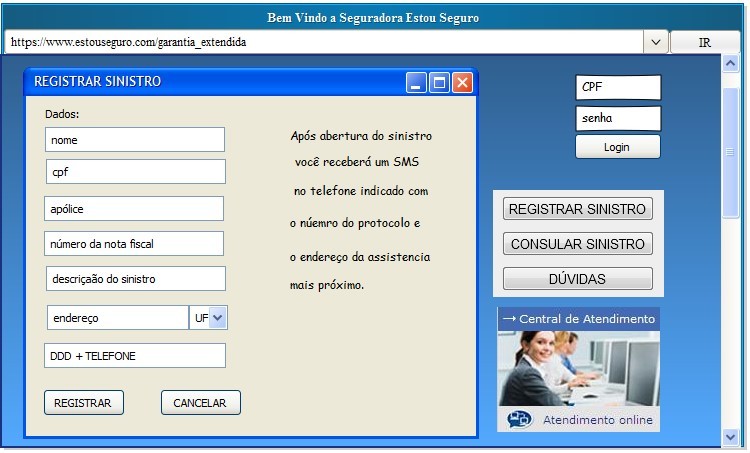 Bem Vindo a Seguradora Estou Seguro
https://www.estouseguro.com/garantia_extendida
IR
REGISTRAR SINISTRO
Dados:
nome
cpf
apólice
número da nota fiscal
descriçaão do sinistro
endereço
UF
DDD + TELEFONE
REGISTRAR
CANCELAR
Após abertura do sinistro
você receberá um SMS
no telefone indicado com
o núemro do protocolo e
o endereço da assistencia
mais próximo.
CPF
senha
Login
REGISTRAR SINISTRO
CONSULAR SINISTRO
DÚVIDAS
→ Central de Atendimento
Atendimento online